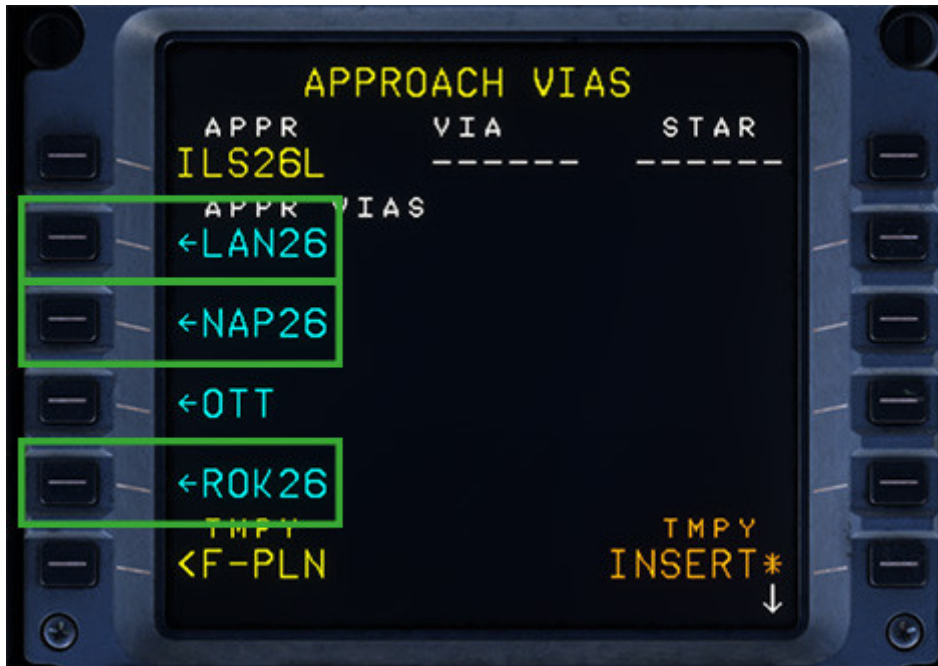 APPROACH VIAS
APPR VIA STAR
ILS26L ------ ------
APPR VIAS
←LAN26
←NAP26
←OTT
←ROK26
TMPY TMPY
<F-PLN INSERT*
↓